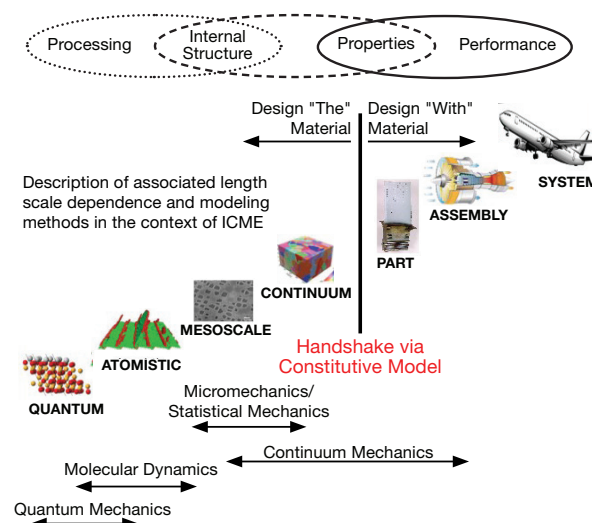 Processing
Internal
Structure
Properties
Performance
Design "The"
Material
Design "With"
Material
SYSTEM
Description of associated length
scale dependence and modeling
methods in the context of ICME
ASSEMBLY
PART
CONTINUUM
MESOSCALE
ATOMISTIC
QUANTUM
Handshake via
Constitutive Model
Micromechanics/
Statistical Mechanics
Continuum Mechanics
Molecular Dynamics
Quantum Mechanics